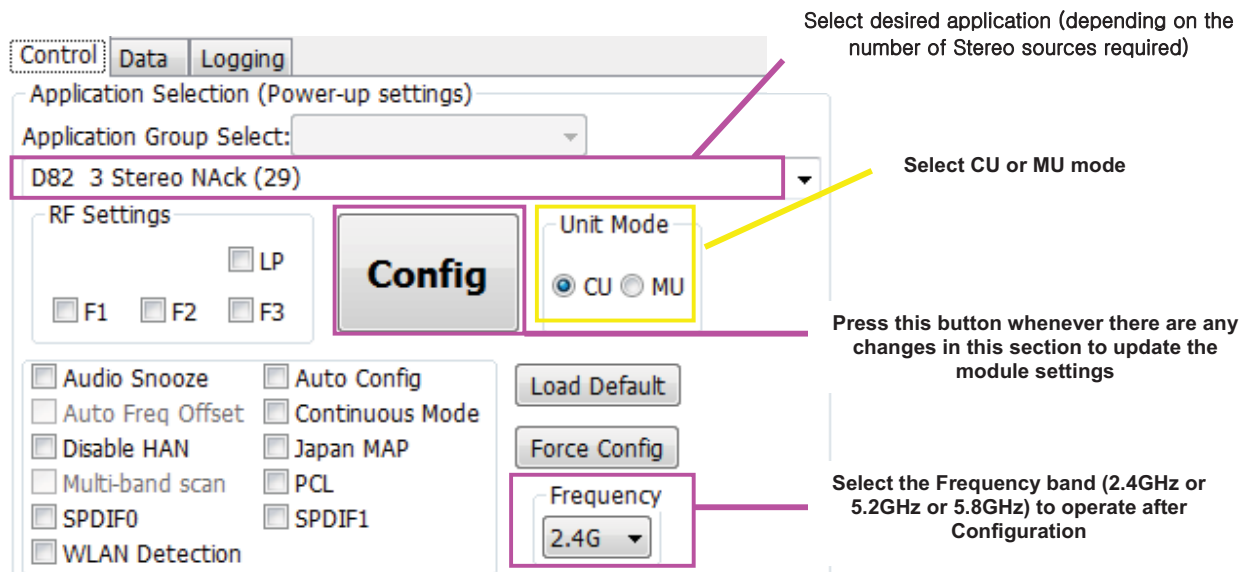 Select desired application (depending on the
number of Stereo sources required)
Control Data Logging
Application Selection (Power-up settings)
Application Group Select:
D82 3 Stereo NAck (29)
Select CU or MU mode
RF Settings
LP
F1 F2 F3
Config
Unit Mode
CU MU
Press this button whenever there are any
changes in this section to update the
module settings
Audio Snooze Auto Config
Auto Freq Offset Continuous Mode
Disable HAN Japan MAP
Multi-band scan PCL
SPDIF0 SPDIF1
WLAN Detection
Load Default
Force Config
Frequency
2.4G
Select the Frequency band (2.4GHz or
5.2GHz or 5.8GHz) to operate after
Configuration